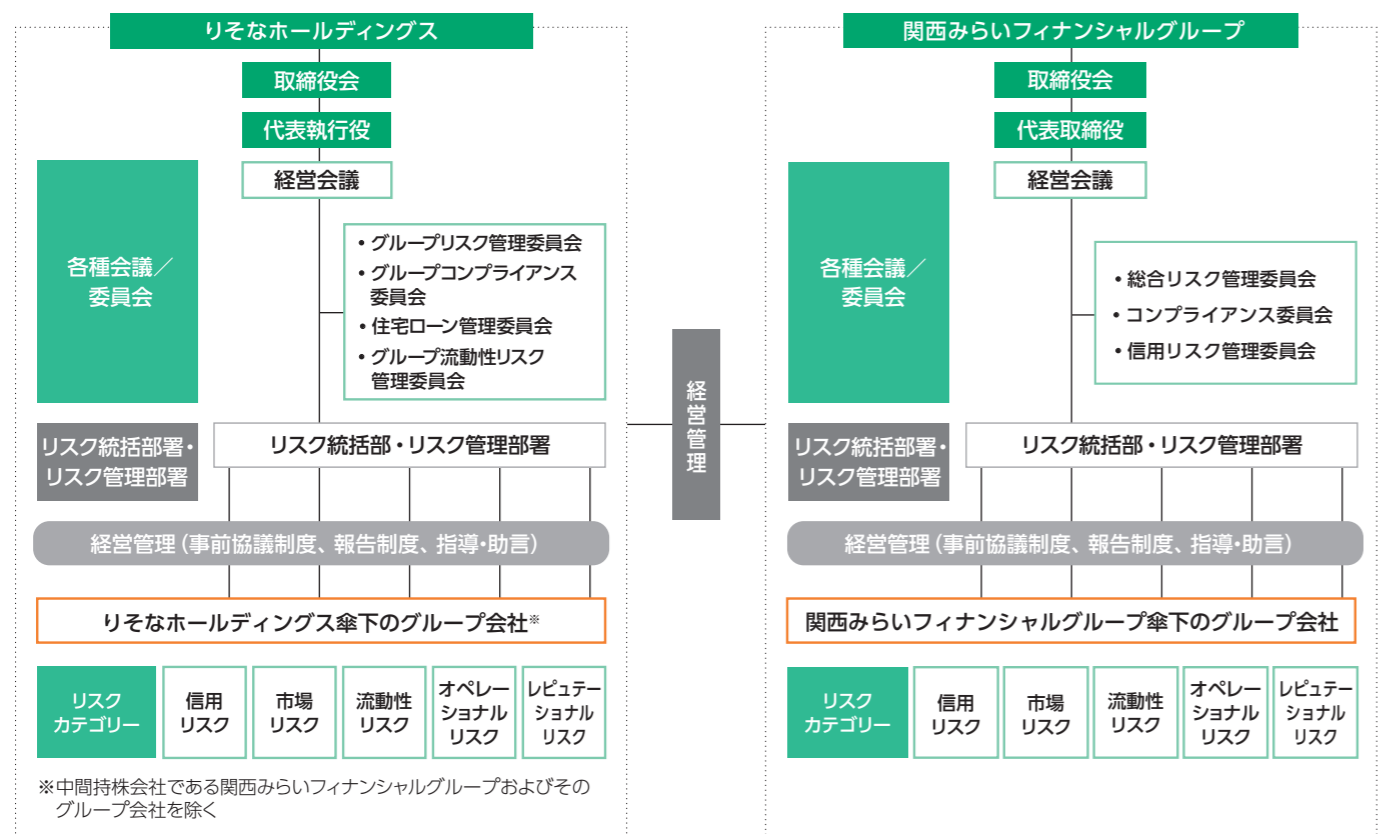 りそなホールディングス
取締役会
代表執行役
経営会議
各種会議／
委員会
・グループリスク管理委員会
・グループコンプライアンス
委員会
・住宅ローン管理委員会
・グループ流動性リスク
管理委員会
リスク統括部署・
リスク管理部署
リスク統括部・リスク管理部署
経営管理（事前協議制度、報告制度、指導・助言）
りそなホールディングス傘下のグループ会社※
リスク
カテゴリー
信用
リスク
市場
リスク
流動性
リスク
オペレー
ショナル
リスク
レピュテー
ショナル
リスク
※中間持株会社である関西みらいフィナンシャルグループおよびその
グループ会社を除く
経営管理
関西みらいフィナンシャルグループ
取締役会
代表取締役
経営会議
各種会議／
委員会
・総合リスク管理委員会
・コンプライアンス委員会
・信用リスク管理委員会
リスク統括部署・
リスク管理部署
リスク統括部・リスク管理部署
経営管理（事前協議制度、報告制度、指導・助言）
関西みらいフィナンシャルグループ傘下のグループ会社
リスク
カテゴリー
信用
リスク
市場
リスク
流動性
リスク
オペレー
ショナル
リスク
レピュテー
ショナル
リスク